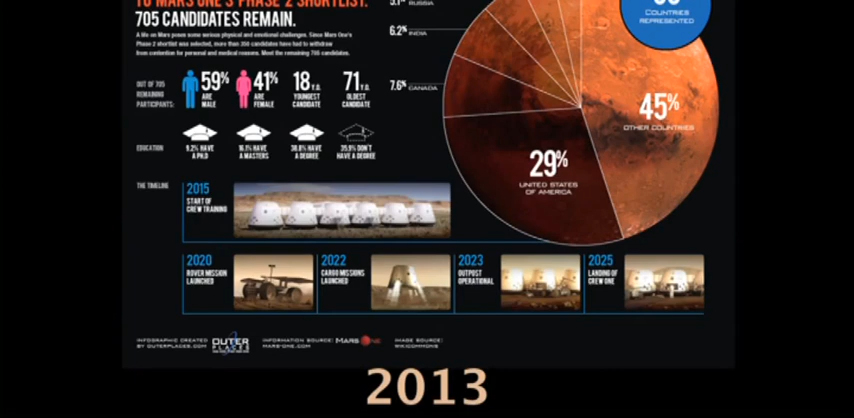 TO MARS ONE'S PHASE 2 SHORTLIST.
705 CANDIDATES REMAIN.
A life on Mars poses some serious physical and emotional challenges. Since Mars One's
Phase 2 shortlist was selected, more than 350 candidates have had to withdraw
from contention for personal and medical reasons. Meet the remaining 705 candidates.
OUT OF 705
REMAINING
PARTICIPANTS:
59%
ARE
MALE
41%
ARE
FEMALE
18 Y.O.
YOUNGEST
CANDIDATE
71 Y.O.
OLDEST
CANDIDATE
EDUCATION
9.2% HAVE
A PH.D
16.1% HAVE
A MASTERS
38.8% HAVE
A DEGREE
35.9% DON'T
HAVE A DEGREE
RUSSIA
6.2% INDIA
7.6% CANADA
29%
UNITED STATES
OF AMERICA
45%
OTHER COUNTRIES
COUNTRIES
REPRESENTED
THE TIMELINE
2015
START OF
CREW TRAINING
2020
ROVER MISSION
LAUNCHED
2022
CARGO MISSIONS
LAUNCHED
2023
OUTPOST
OPERATIONAL
2025
LANDING OF
CREW ONE
INFOGRAPHIC CREATED
BY OUTERPLACES.COM
OUTER
PLACES
INFORMATION SOURCE:
MARS-ONE.COM
MARS ONE
IMAGE SOURCE:
WIKICOMMONS
2013